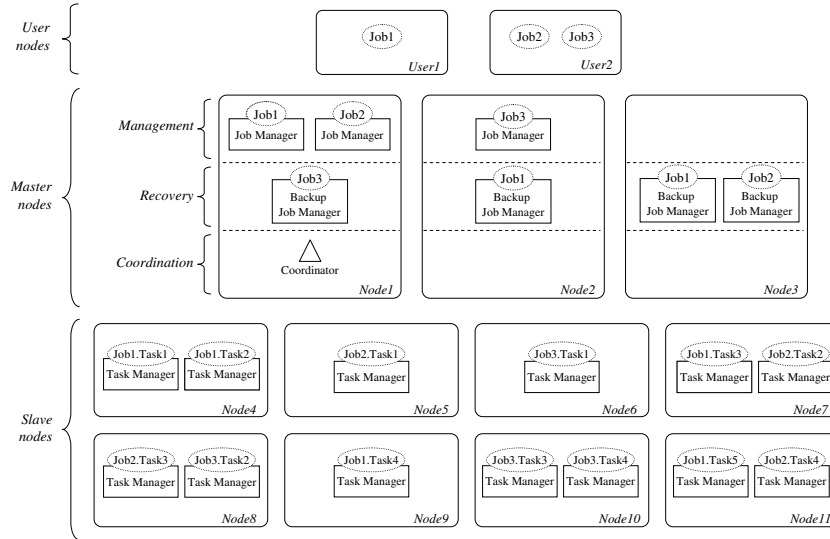 User
nodes
Job1
User1
Job2
Job3
User2
Master
nodes
Management
Job1
Job Manager
Job2
Job Manager
Job3
Job Manager
Recovery
Job3
Backup
Job Manager
Job1
Backup
Job Manager
Job1
Backup
Job Manager
Job2
Backup
Job Manager
Coordination
Coordinator
Node1
Node2
Node3
Slave
nodes
Job1.Task1
Task Manager
Job1.Task2
Task Manager
Node4
Job2.Task1
Task Manager
Node5
Job3.Task1
Task Manager
Node6
Job1.Task3
Task Manager
Job2.Task2
Task Manager
Node7
Job2.Task3
Task Manager
Job3.Task2
Task Manager
Node8
Job1.Task4
Task Manager
Node9
Job3.Task3
Task Manager
Job3.Task4
Task Manager
Node10
Job1.Task5
Task Manager
Job2.Task4
Task Manager
Node11